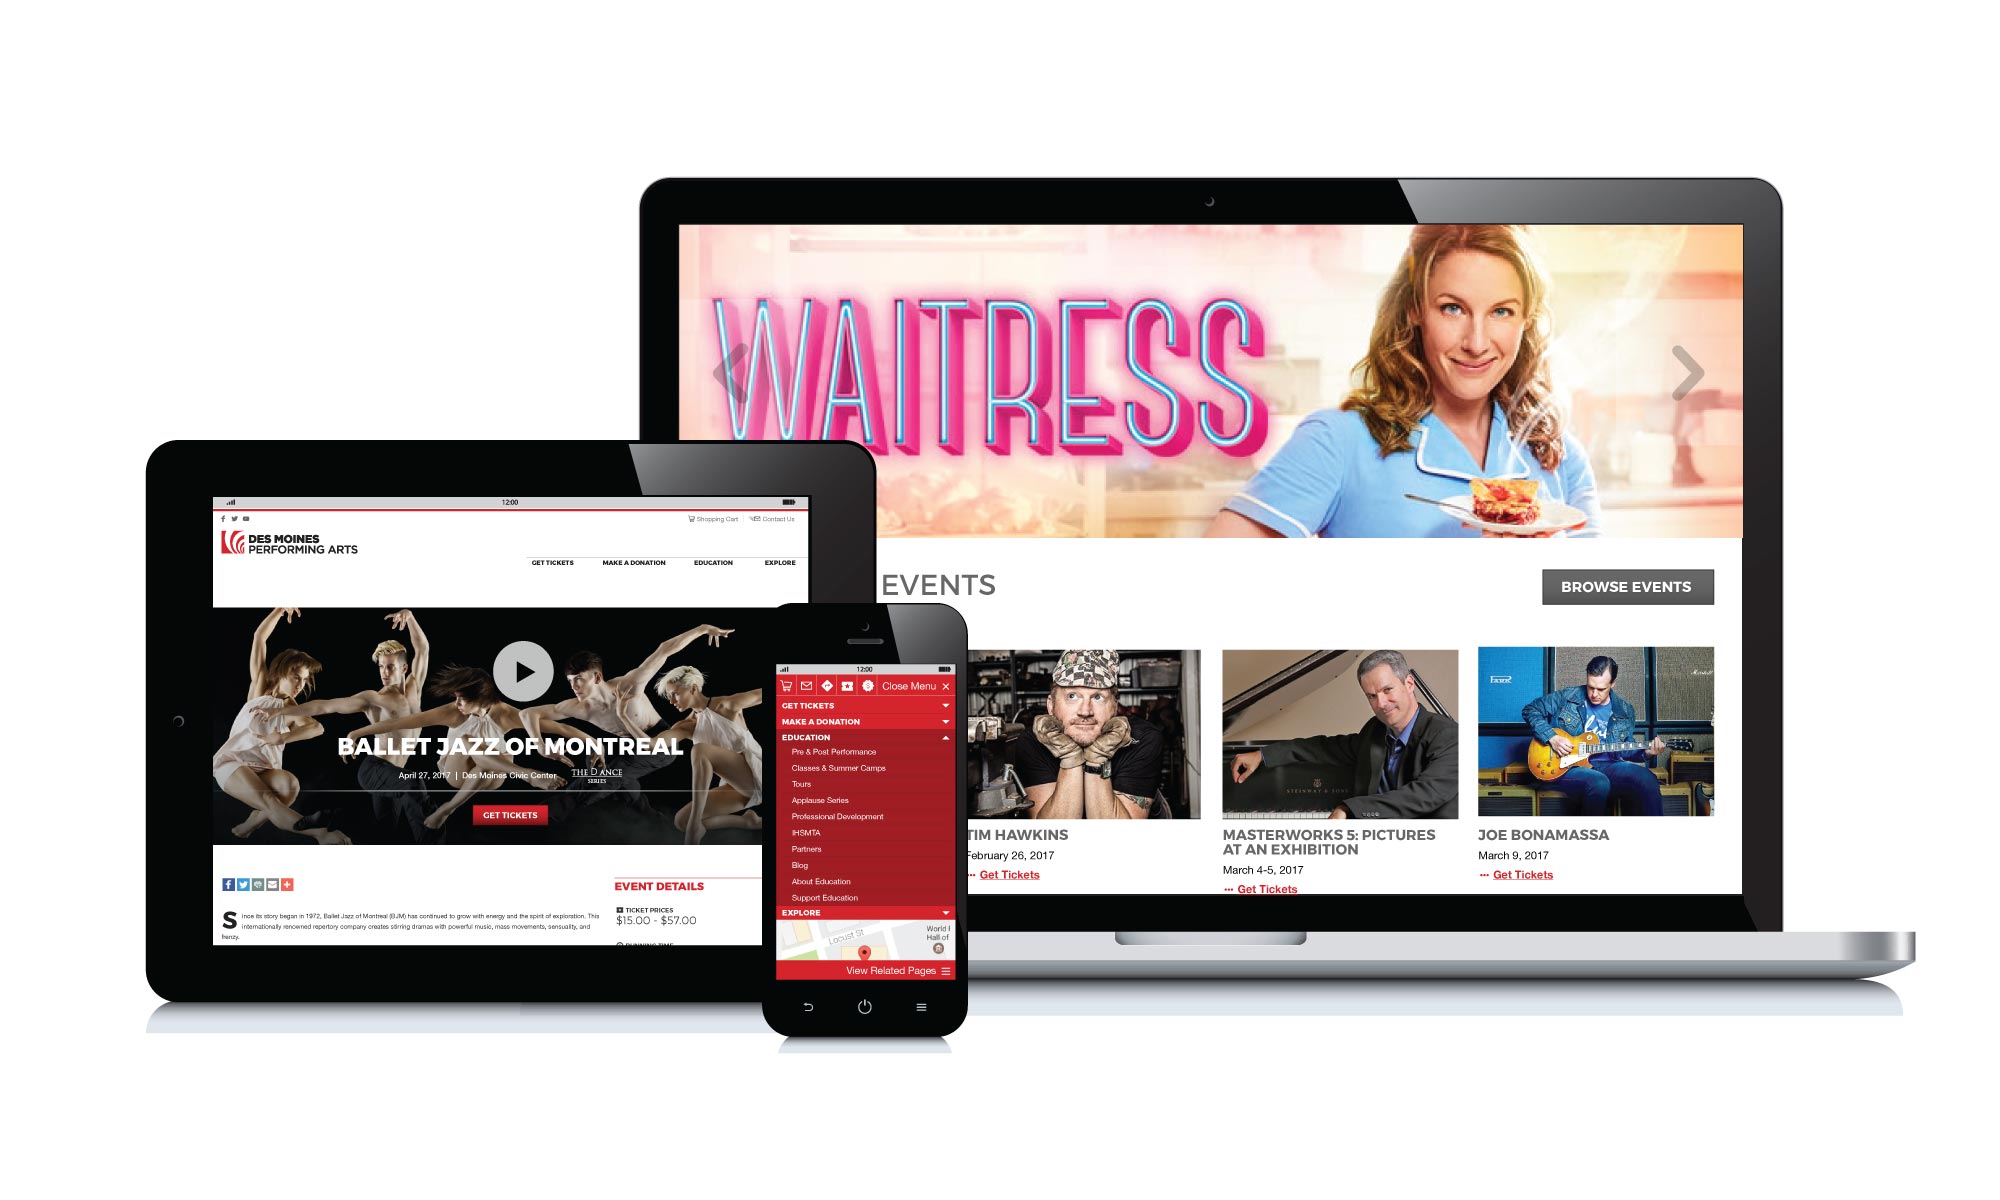 WAITRESS
EVENTS
BROWSE EVENTS
TIM HAWKINS
February 26, 2017
Get Tickets
MASTERWORKS 5: PICTURES
AT AN EXHIBITION
March 4-5, 2017
Get Tickets
STEINWAY & SONS
JOE BONAMASSA
March 9, 2017
Get Tickets
Marshall
12:00
Shopping Cart
Contact Us
DES MOINES
PERFORMING ARTS
GET TICKETS MAKE A DONATION EDUCATION EXPLORE
BALLET JAZZ OF MONTREAL
April 27, 2017 | Des Moines Civic Center
THE DANCE
SERIES
GET TICKETS
Since its story began in 1972, Ballet Jazz of Montreal (BJM) has continued to grow with energy and the spirit of exploration. This
internationally renowned repertory company creates stirring dramas with powerful music, mass movements, sensuality, and
frenzy.
EVENT DETAILS
TICKET PRICES
$15.00 - $57.00
RUNNING TIME
12:00
Close Menu ×
GET TICKETS
MAKE A DONATION
EDUCATION
Pre & Post Performance
Classes & Summer Camps
Tours
Applause Series
Professional Development
IHSMTA
Partners
Blog
About Education
Support Education
EXPLORE
Locust St
World
Hall of
View Related Pages